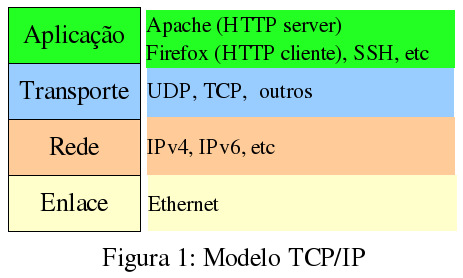 Aplicação
Apache (HTTP server)
Firefox (HTTP cliente), SSH, etc
Transporte
UDP, TCP, outros
Rede
IPv4, IPv6, etc
Enlace
Ethernet
Figura 1: Modelo TCP/IP